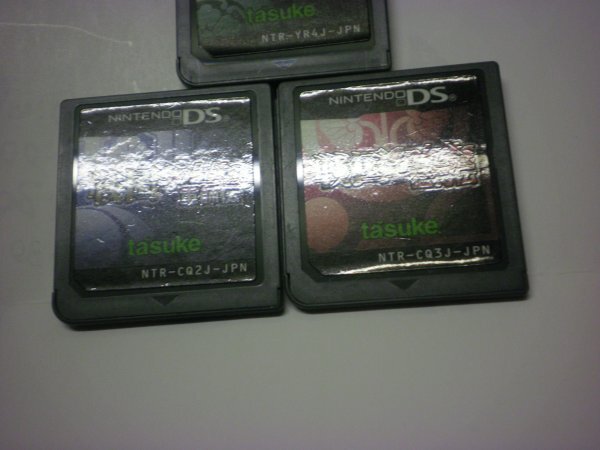 tasuke
NTR-YR4J-JPN
NINTENDO DS
tasuke
NTR-CQ2J-JPN
NINTENDO DS
tasuke
NTR-CQ3J-JPN